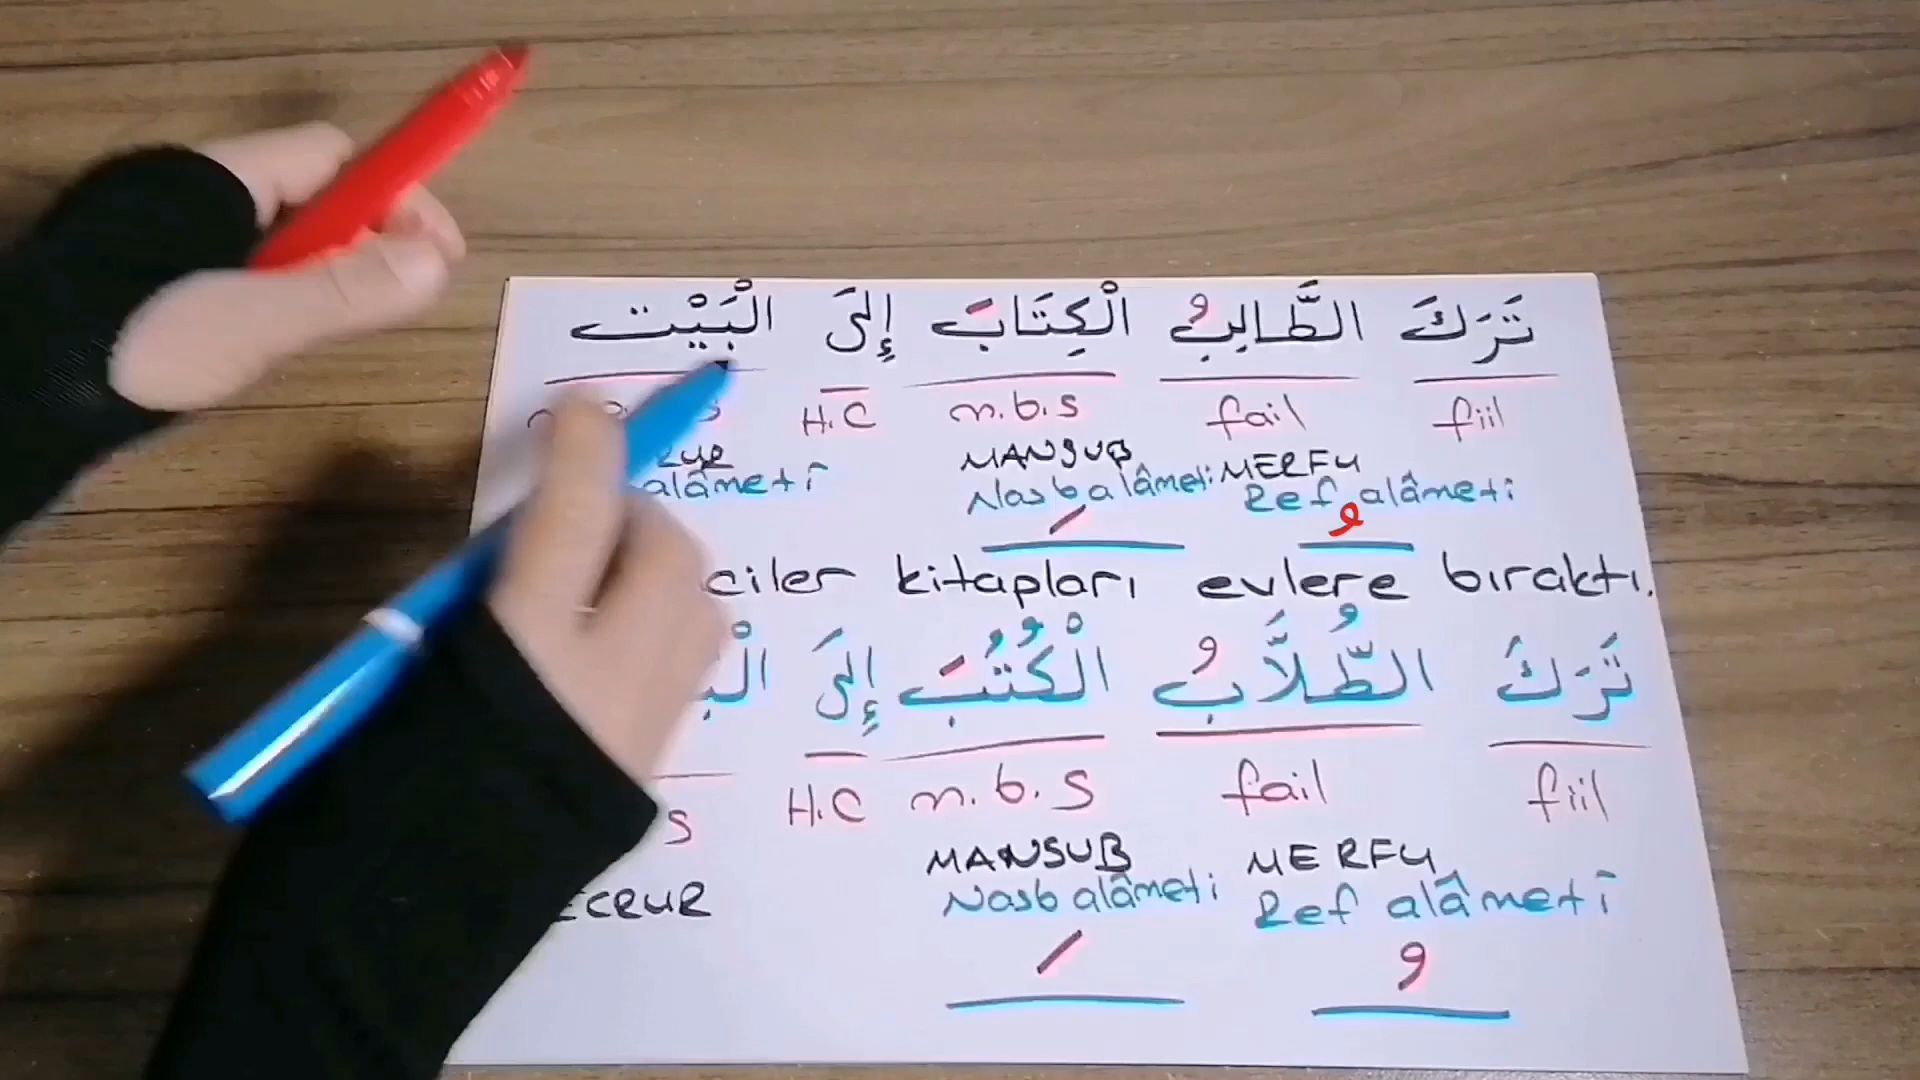 تَرَكَ الطَّالِبُ الْكِتَابَ إِلَى الْبَيْت
fiil fail m.b.s H.C
MERFU MANSUB
Ref alâmeti Nasb alâmeti alâmeti
kitapları evlere bıraktı.
تَرَكَ الطُّلَّابُ الْكُتُبَ إِلَى
fiil fail m.b.s H.C s
MERFU MANSUB
Ref alâmeti Nasb alâmeti